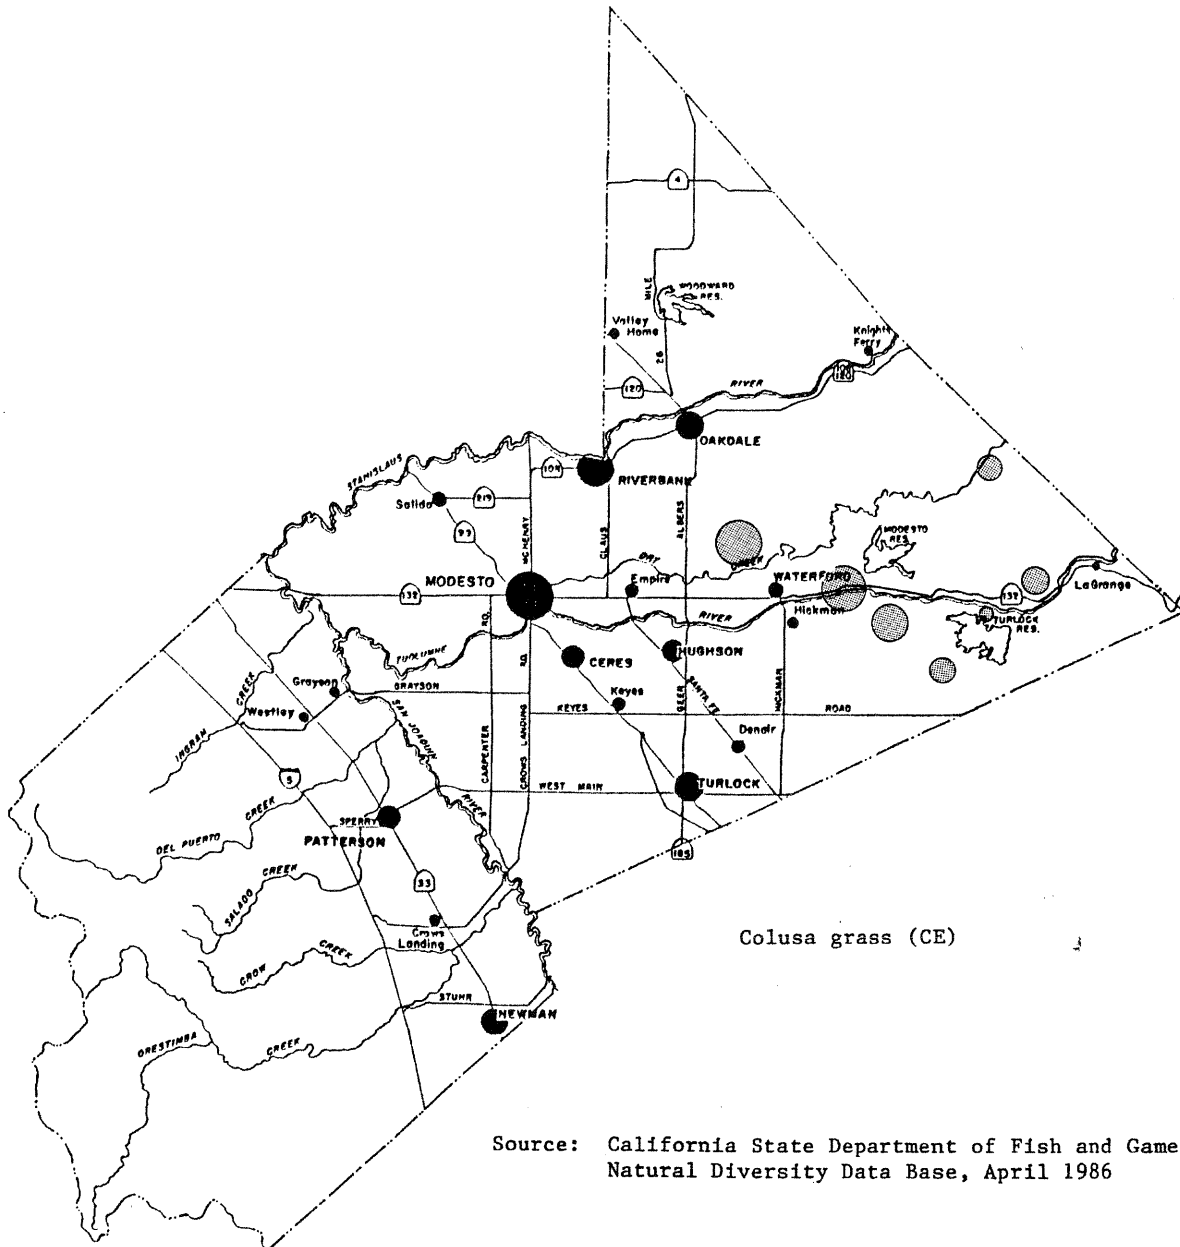 4
MILE
WOODWARD
RES.
Valley
Home
26
Knights
Ferry
120
RIVER
108
120
OAKDALE
STANISLAUS
104
RIVERBANK
Salida
219
99
McHENRY
CLAUS
ALBERS
DRY
CREEK
MODESTO
RES.
MODESTO
132
Empire
WATERFORD
132
LaGrange
RD.
RIVER
Hickman
TURLOCK
RES.
TUOLUMNE
RD.
CERES
HUGHSON
CREEK
Grayson
GRAYSON
Keyes
SANTA FE
HICKMAN
Westley
SAN JOAQUIN
KEYES
GEER
ROAD
INGRAM
CARPENTER
CROWS LANDING
Denair
5
WEST MAIN
TURLOCK
RIVER
CREEK
SPERRY
DEL PUERTO
PATTERSON
165
33
CREEK
SALADO
Crows
Landing
Colusa grass (CE)
CREEK
CROW
STUHR
NEWMAN
ORESTIMBA
CREEK
Source: California State Department of Fish and Game
Natural Diversity Data Base, April 1986